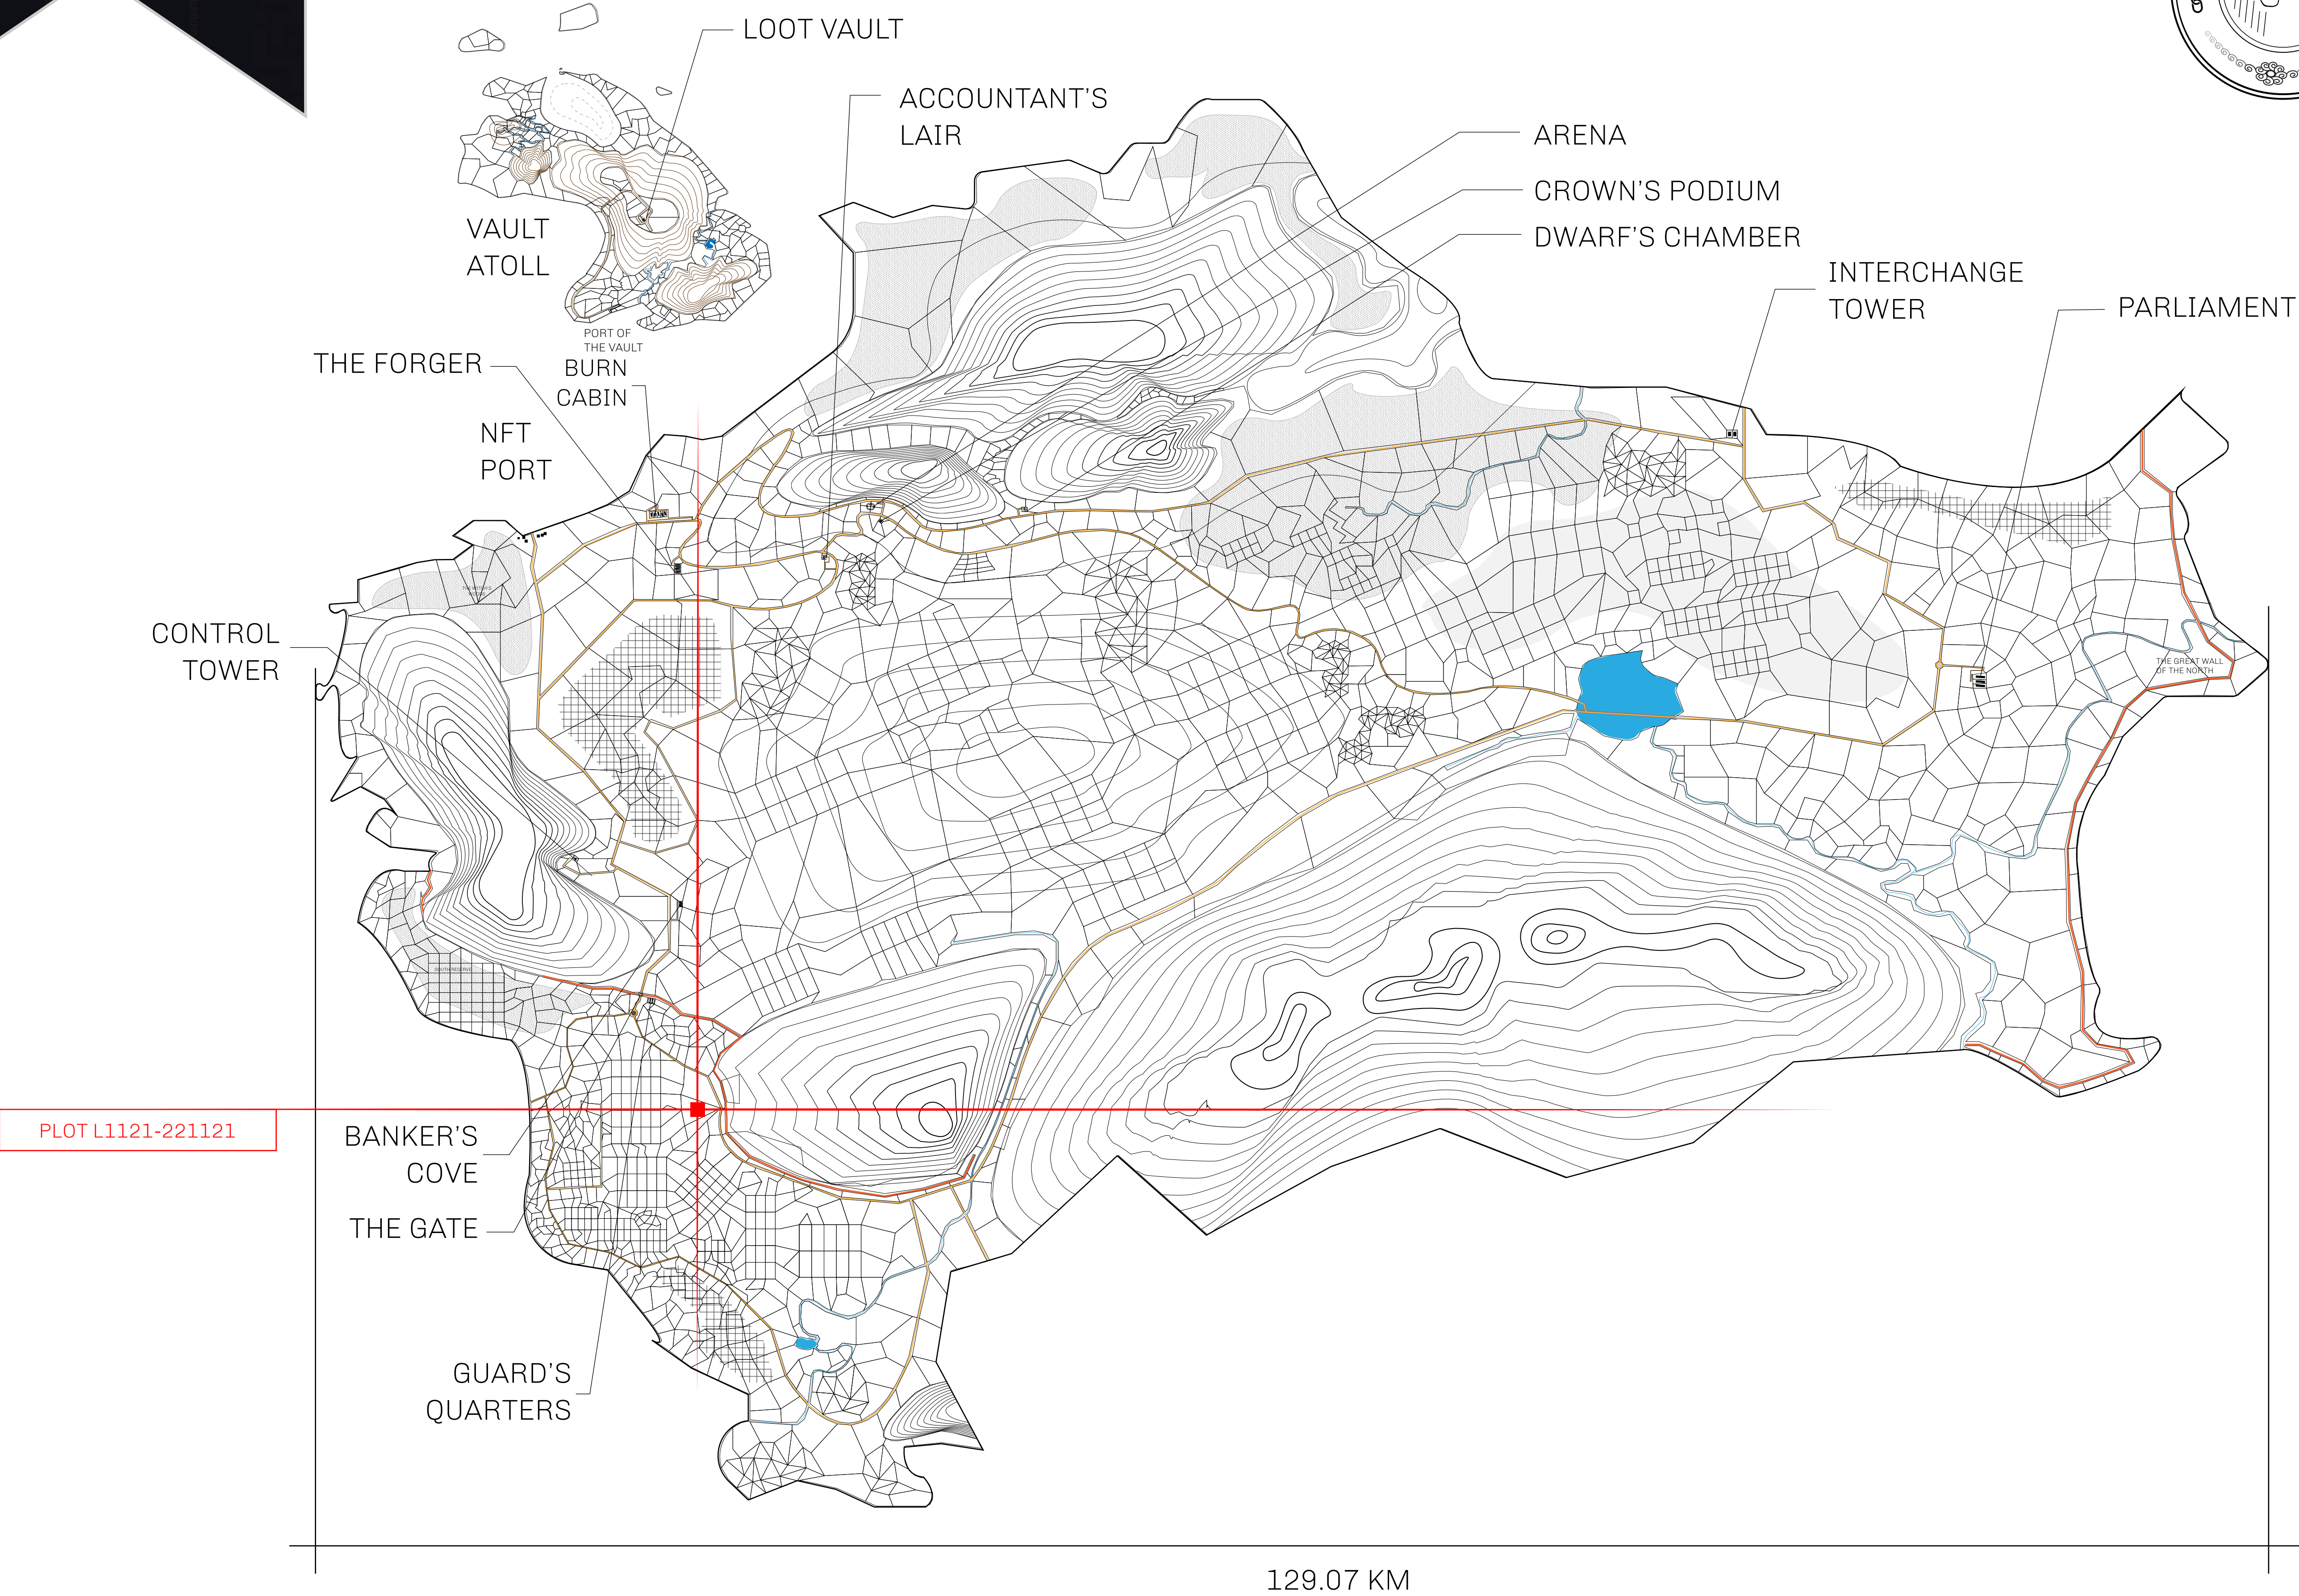 LOOT VAULT
ACCOUNTANT'S
LAIR
ARENA
CROWN'S PODIUM
DWARF'S CHAMBER
VAULT
ATOLL
INTERCHANGE
TOWER
PARLIAMENT
PORT OF
THE VAULT
THE FORGER
BURN
CABIN
NFT
PORT
CONTROL
TOWER
THE GREAT WALL
OF THE NORTH
SOUTH RESERVE
PLOT L1121-221121
BANKER'S
COVE
THE GATE
GUARD'S
QUARTERS
129.07 KM